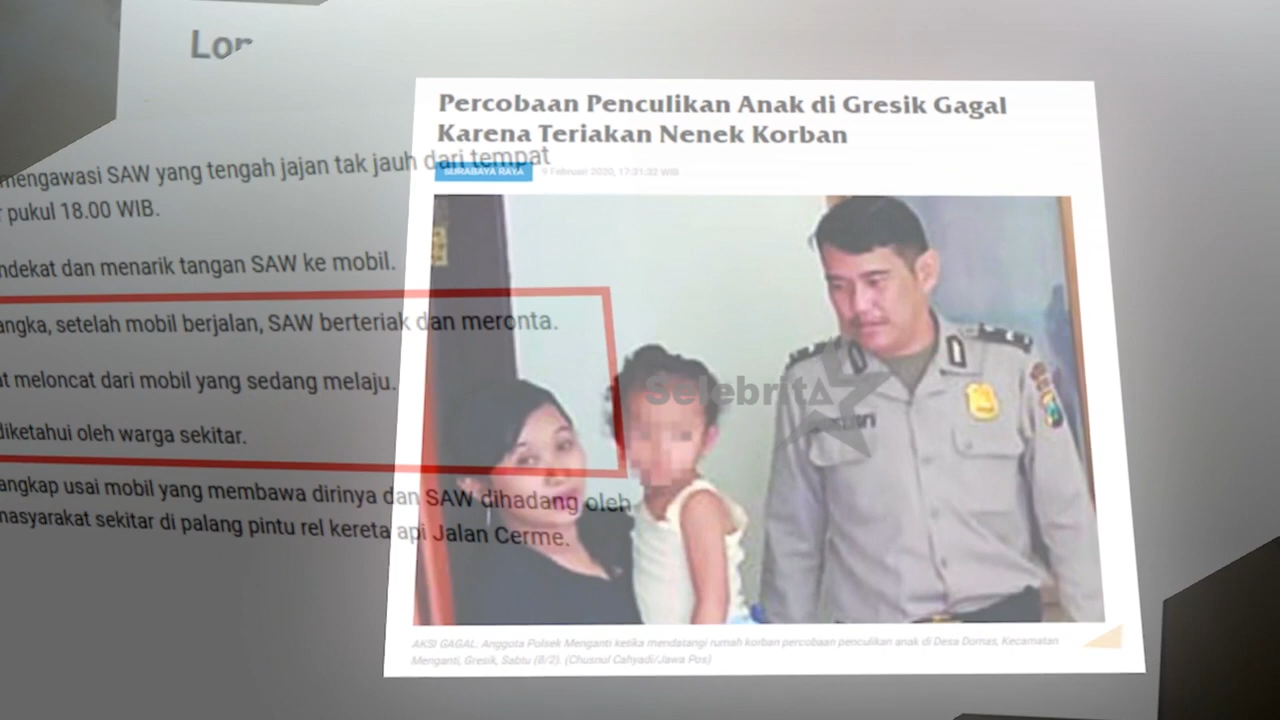 Lor
Percobaan Penculikan Anak di Gresik Gagal
Karena Teriakan Nenek Korban
SURABAYA RAYA 9 Februari 2020, 17:31:32 WIB
mengawasi SAW yang tengah jajan tak jauh dari tempat
r pukul 18.00 WIB.
ndekat dan menarik tangan SAW ke mobil.
angka, setelah mobil berjalan, SAW berteriak dan meronta.
at meloncat dari mobil yang sedang melaju.
diketahui oleh warga sekitar.
angkap usai mobil yang membawa dirinya dan SAW dihadang oleh
masyarakat sekitar di palang pintu rel kereta api Jalan Cerme.
Selebrita
AKSI GAGAL. Anggota Polsek Menganti ketika mendatangi rumah korban percobaan penculikan anak di Desa Domas, Kecamatan
Menganti, Gresik, Sabtu (8/2). (Chusnul Cahyadi/Jawa Pos)